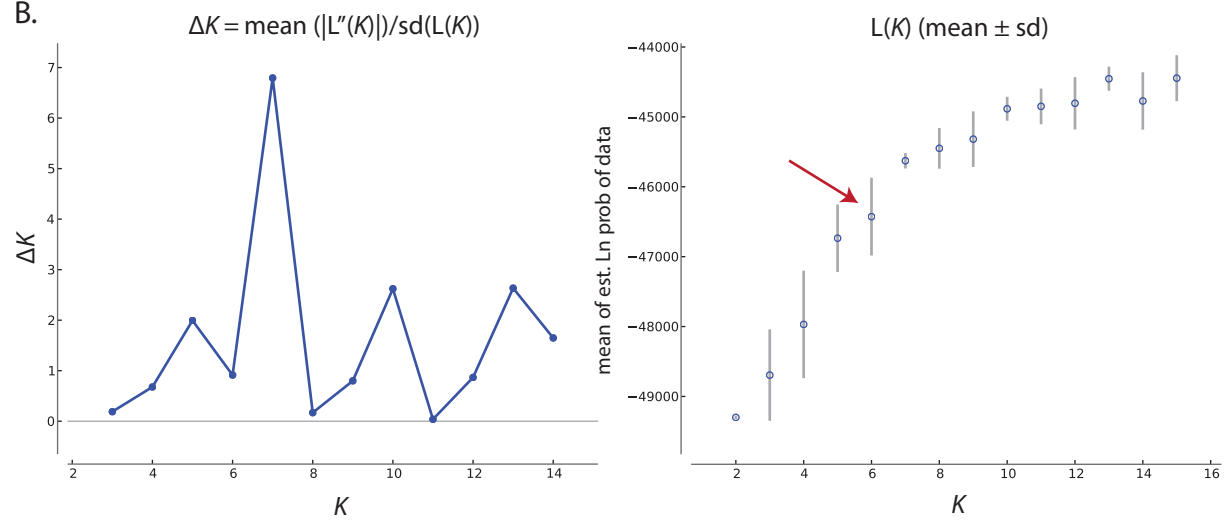 B.
ΔK = mean (|L″(K)|)/sd(L(K))
7
6
5
4
3
2
1
0
ΔK
2 4 6 8 10 12 14
K
L(K) (mean ± sd)
−44000
−45000
−46000
−47000
−48000
−49000
mean of est. Ln prob of data
2 4 6 8 10 12 14 16
K